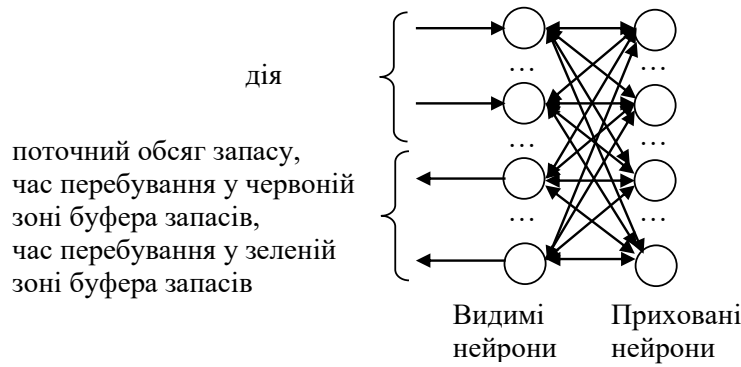 дія
поточний обсяг запасу,
час перебування у червоній
зоні буфера запасів,
час перебування у зеленій
зоні буфера запасів
… …
… …
… …
Видимі Приховані
нейрони нейрони